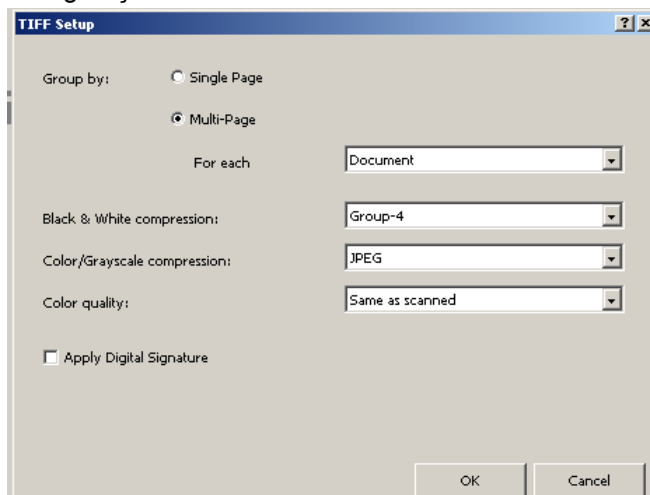 TIFF Setup
Group by: Single Page
Multi-Page
For each Document
Black & White compression: Group-4
Color/Grayscale compression: JPEG
Color quality: Same as scanned
Apply Digital Signature
OK Cancel